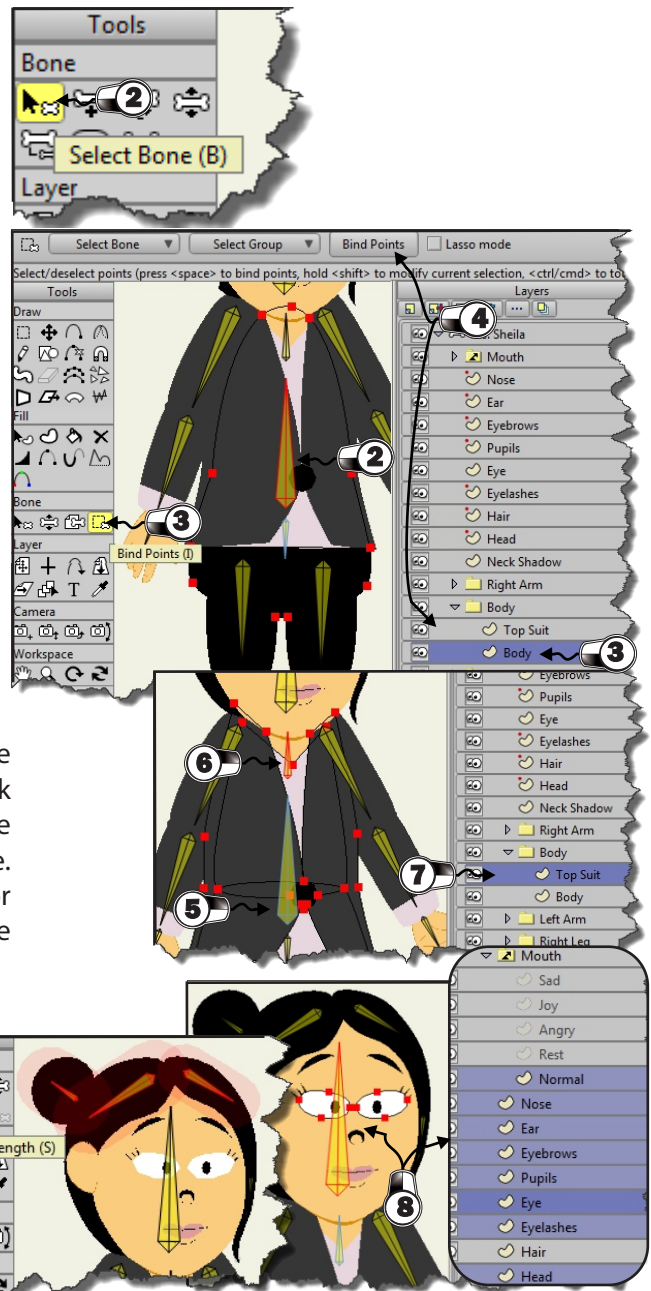 Tools
Bone
2
Select Bone (B)
Layer
Select Bone
Select Group
Bind Points
Lasso mode
Select/deselect points (press <space> to bind points, hold <shift> to modify current selection, <ctrl/cmd> to
Tools
Draw
Fill
Bone
3
Bind Points (I)
Layer
Camera
Workspace
2
Layers
4
Sheila
Mouth
Nose
Ear
Eyebrows
Pupils
Eye
Eyelashes
Hair
Head
Neck Shadow
Right Arm
Body
Top Suit
Body
3
6
5
7
Eyebrows
Pupils
Eye
Eyelashes
Hair
Head
Neck Shadow
Right Arm
Body
Top Suit
Body
Left Arm
Right Leg
e
k
e
e.
or
e
ength (S)
8
Mouth
Sad
Joy
Angry
Rest
Normal
Nose
Ear
Eyebrows
Pupils
Eye
Eyelashes
Hair
Head